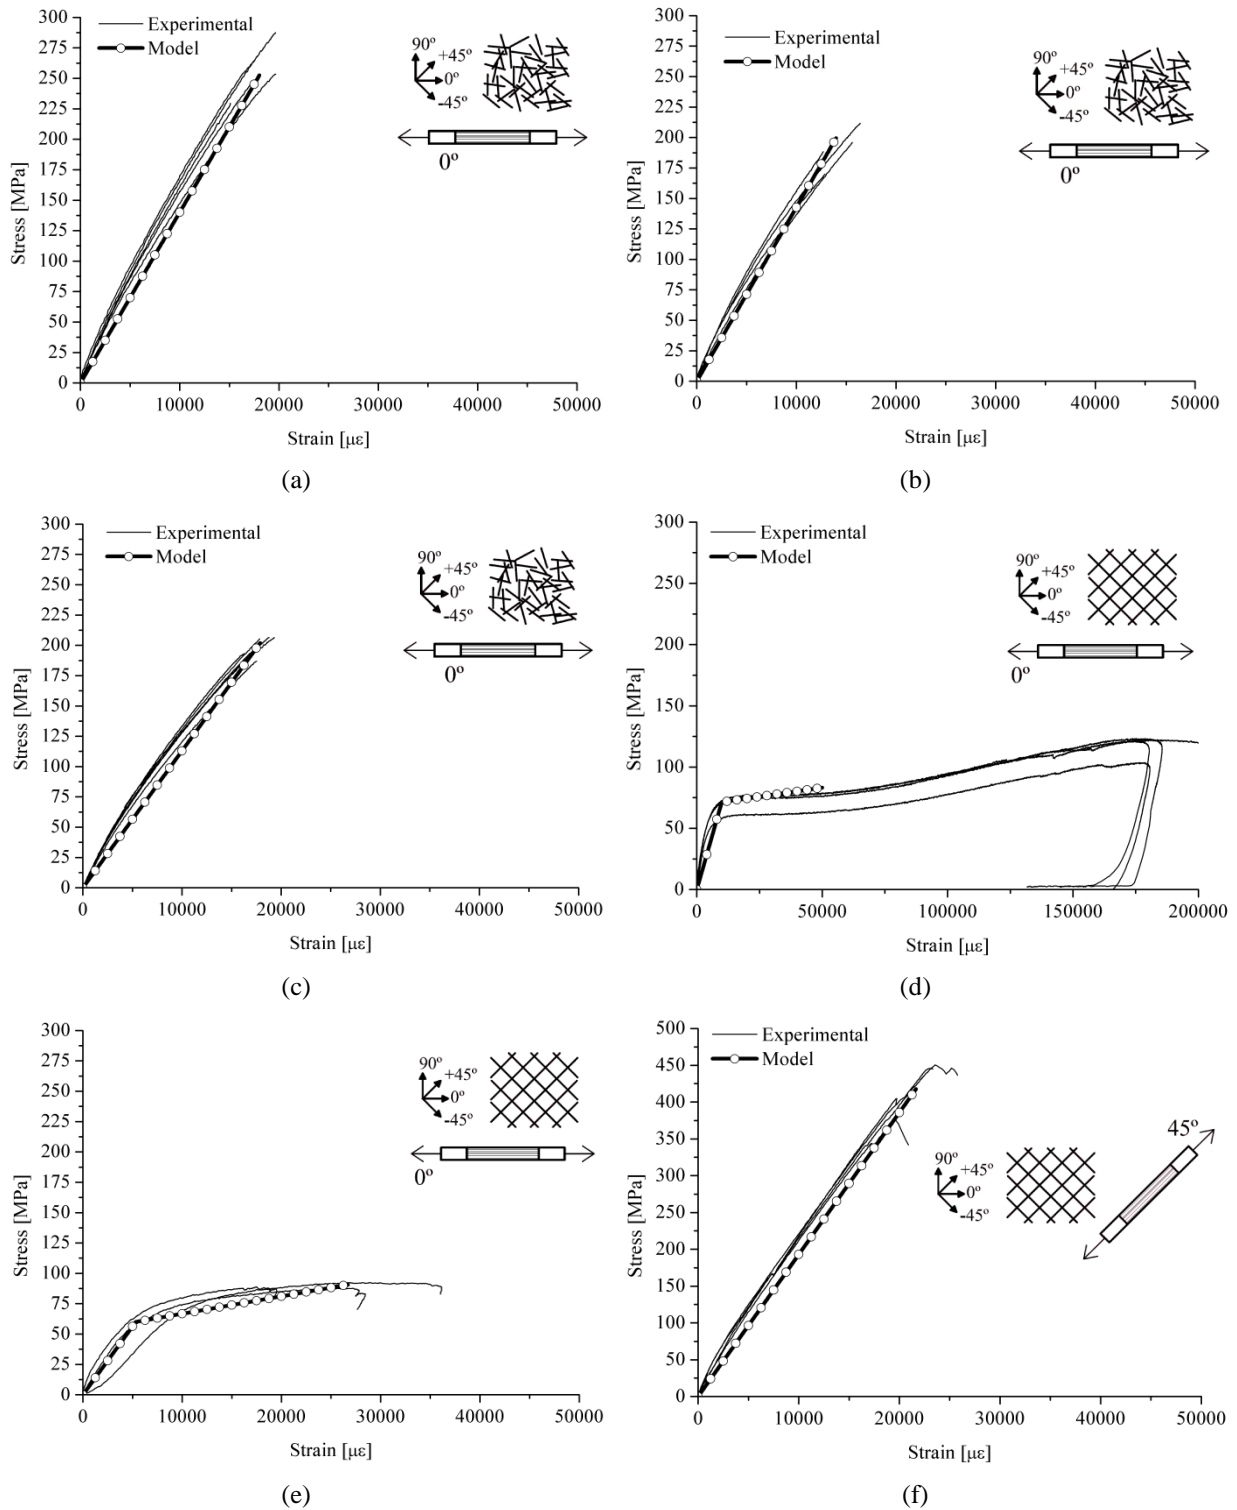 Experimental
Model
300
275
250
225
200
175
150
125
100
75
50
25
0
Stress [MPa]
90º
+45º
0º
-45º
0º
0 10000 20000 30000 40000 50000
Strain [με]
(a)
Experimental
Model
300
275
250
225
200
175
150
125
100
75
50
25
0
Stress [MPa]
90º
+45º
0º
-45º
0º
0 10000 20000 30000 40000 50000
Strain [με]
(b)
Experimental
Model
300
275
250
225
200
175
150
125
100
75
50
25
0
Stress [MPa]
90º
+45º
0º
-45º
0º
0 10000 20000 30000 40000 50000
Strain [με]
(c)
Experimental
Model
300
250
200
150
100
50
0
Stress [MPa]
90º
+45º
0º
-45º
0º
0 50000 100000 150000 200000
Strain [με]
(d)
300
275
250
225
200
175
150
125
100
75
50
25
0
Stress [MPa]
90º
+45º
0º
-45º
0º
0 10000 20000 30000 40000 50000
Strain [με]
(e)
Experimental
Model
500
450
400
350
300
250
200
150
100
50
0
Stress [MPa]
90º
+45º
0º
-45º
45º
0 10000 20000 30000 40000 50000
Strain [με]
(f)